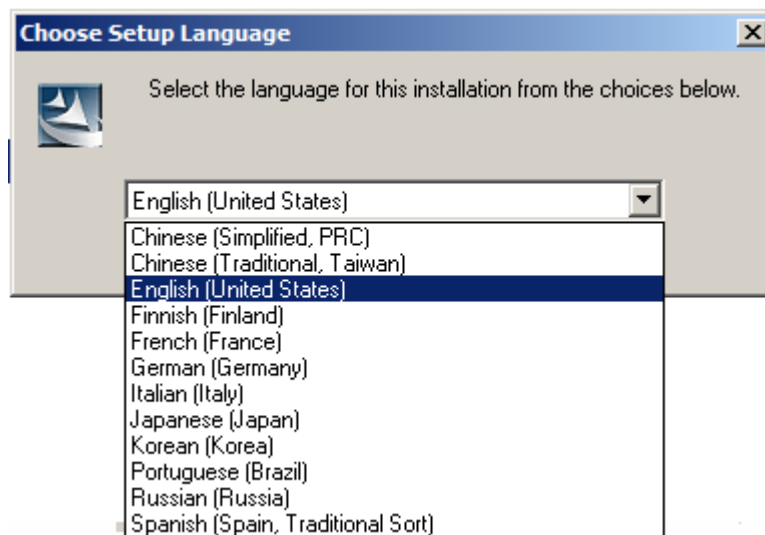 Choose Setup Language
Select the language for this installation from the choices below.
English (United States)
Chinese (Simplified, PRC)
Chinese (Traditional, Taiwan)
English (United States)
Finnish (Finland)
French (France)
German (Germany)
Italian (Italy)
Japanese (Japan)
Korean (Korea)
Portuguese (Brazil)
Russian (Russia)
Spanish (Spain, Traditional Sort)